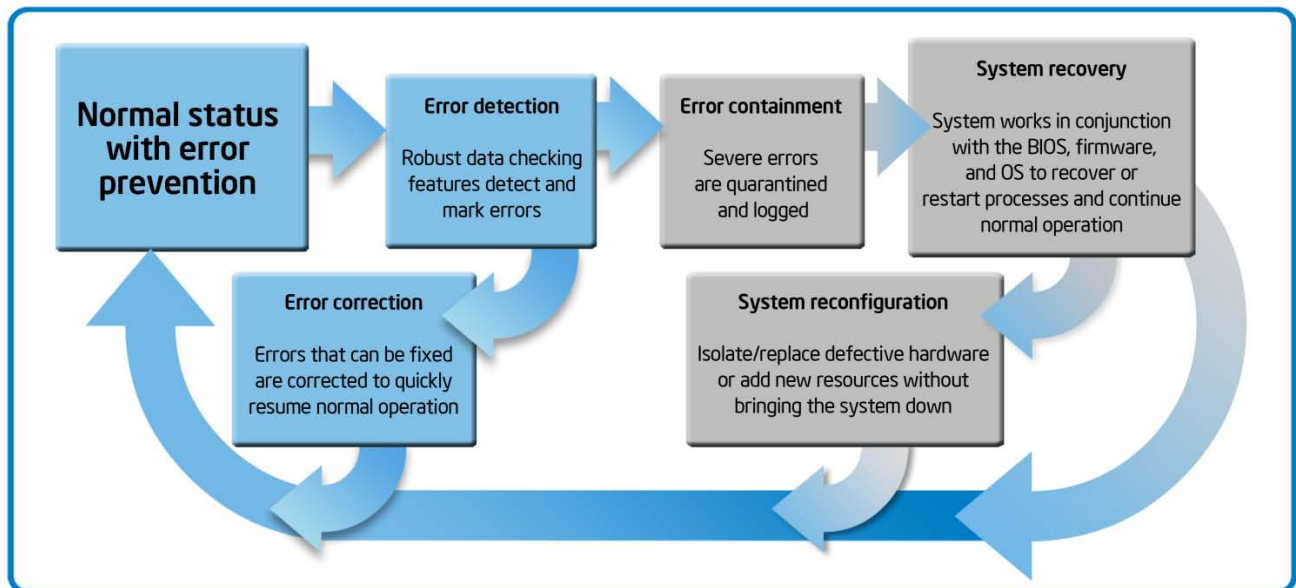 Normal status
with error
prevention
Error detection
Robust data checking
features detect and
mark errors
Error containment
Severe errors
are quarantined
and logged
System recovery
System works in conjunction
with the BIOS, firmware,
and OS to recover or
restart processes and continue
normal operation
Error correction
Errors that can be fixed
are corrected to quickly
resume normal operation
System reconfiguration
Isolate/replace defective hardware
or add new resources without
bringing the system down